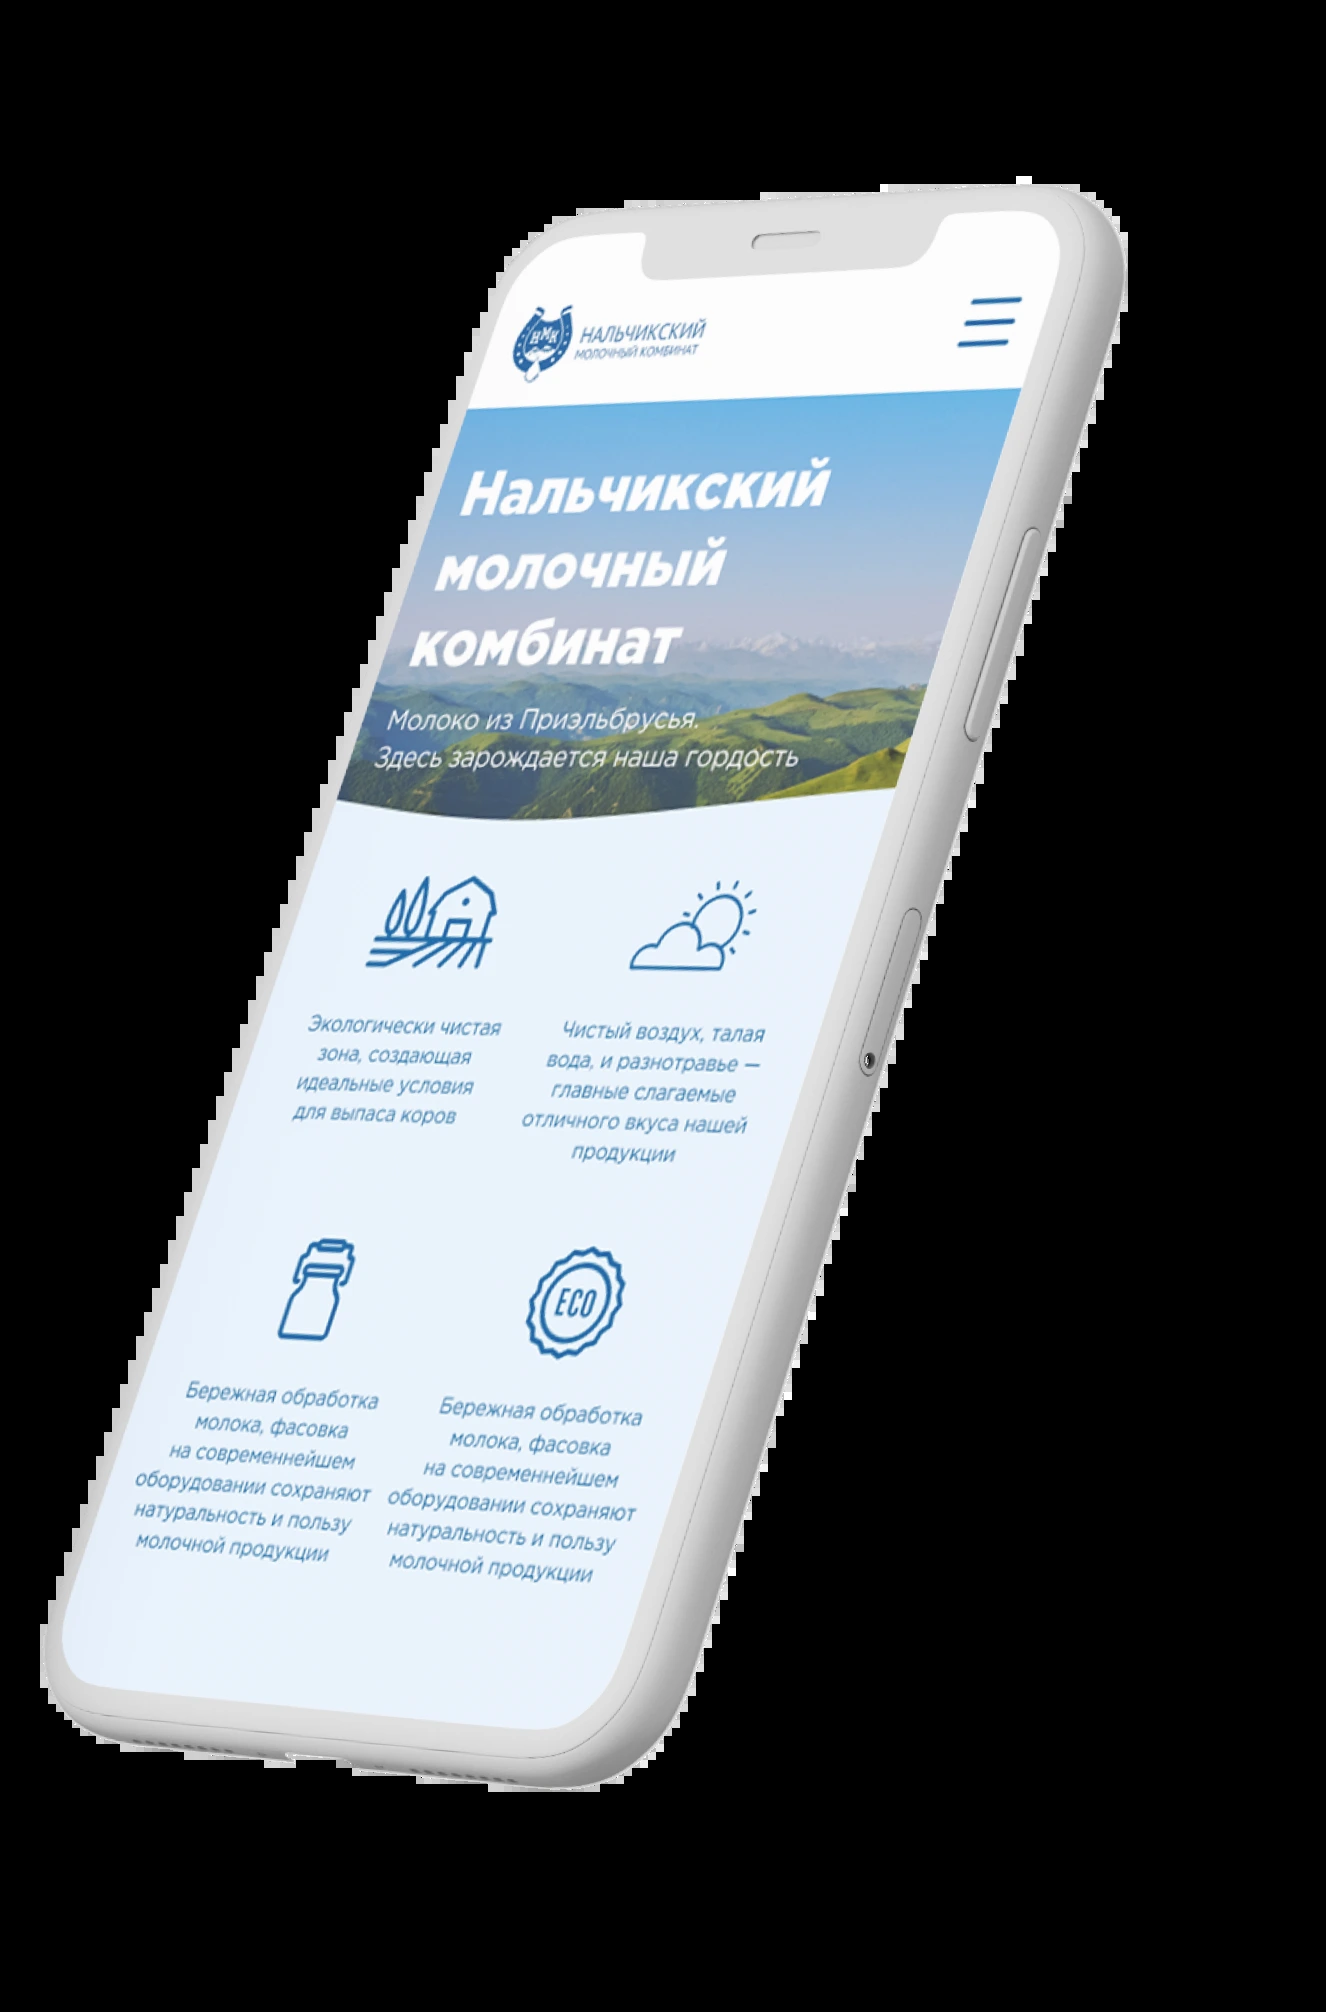 НМК
НАЛЬЧИКСКИЙ
МОЛОЧНЫЙ КОМБИНАТ
Нальчикский
молочный
комбинат
Молоко из Приэльбрусья.
Здесь зарождается наша гордость
Экологически чистая
зона, создающая
идеальные условия
для выпаса коров
Чистый воздух, талая
вода, и разнотравье —
главные слагаемые
отличного вкуса нашей
продукции
Бережная обработка
молока, фасовка
на современнейшем
оборудовании сохраняют
натуральность и пользу
молочной продукции
ECO
Бережная обработка
молока, фасовка
на современнейшем
оборудовании сохраняют
натуральность и пользу
молочной продукции